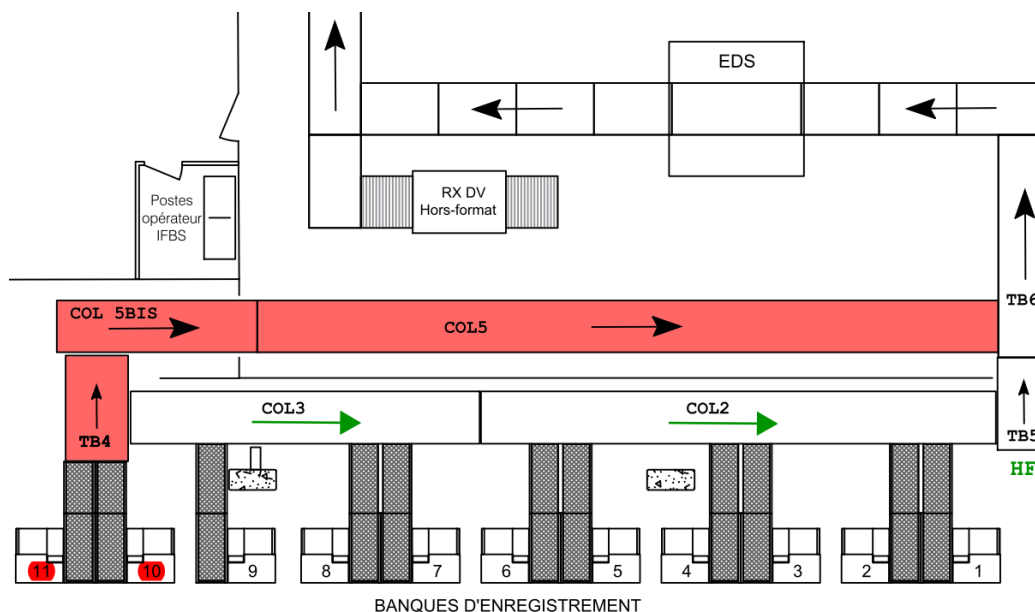 EDS
RX DV
Hors-format
Postes
opérateur
IFBS
TB6
COL 5BIS
COL5
COL3
COL2
TB4
TB5
HF
11
10
9
8
7
6
5
4
3
2
1
BANQUES D'ENREGISTREMENT